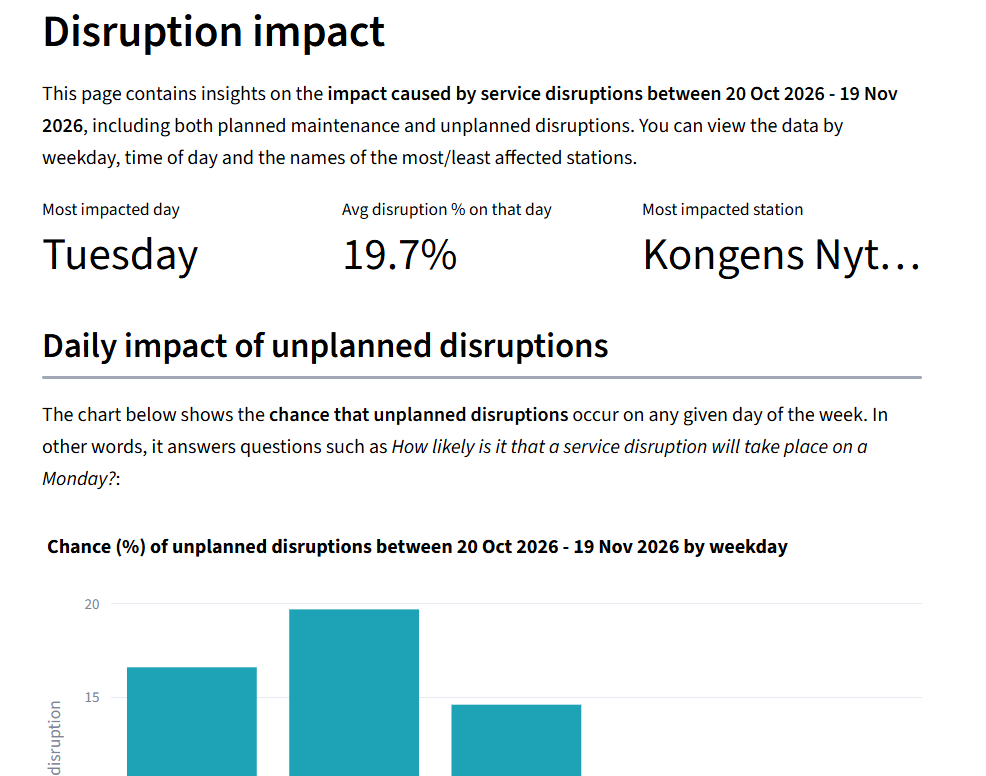 Disruption impact
This page contains insights on the impact caused by service disruptions between 20 Oct 2026 - 19 Nov
2026, including both planned maintenance and unplanned disruptions. You can view the data by
weekday, time of day and the names of the most/least affected stations.
Most impacted day
Avg disruption % on that day
Most impacted station
Tuesday
19.7%
Kongens Nyt…
Daily impact of unplanned disruptions
The chart below shows the chance that unplanned disruptions occur on any given day of the week. In
other words, it answers questions such as How likely is it that a service disruption will take place on a
Monday?:
Chance (%) of unplanned disruptions between 20 Oct 2026 - 19 Nov 2026 by weekday
20
15
disruption